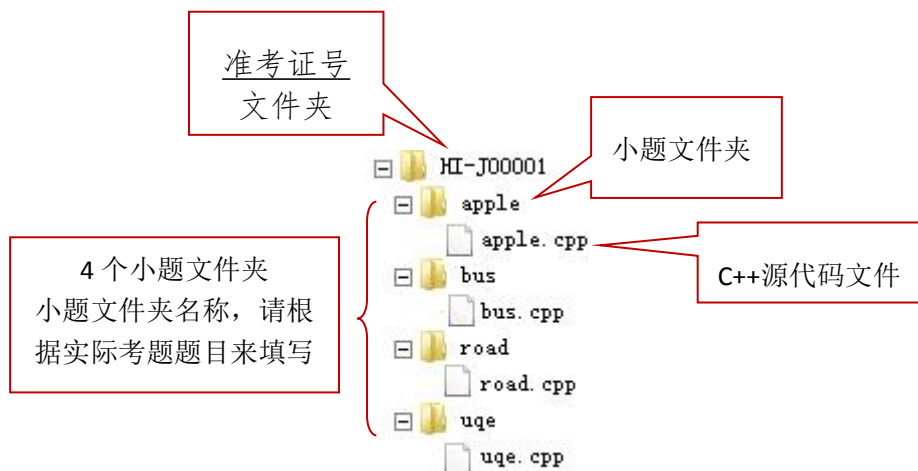 准考证号
文件夹
小题文件夹
HI-J00001
apple
apple.cpp
C++源代码文件
4 个小题文件夹
小题文件夹名称，请根
据实际考题题目来填写
bus
bus.cpp
road
road.cpp
uqe
uqe.cpp